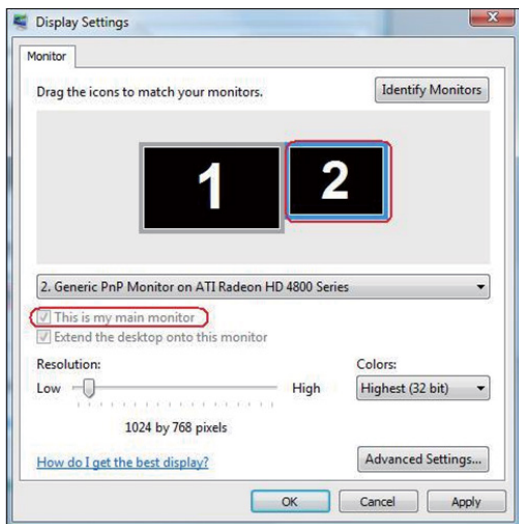 Display Settings
Monitor
Drag the icons to match your monitors.
Identify Monitors
1
2
2. Generic PnP Monitor on ATI Radeon HD 4800 Series
This is my main monitor
Extend the desktop onto this monitor
Resolution:
Colors:
Low
High
Highest (32 bit)
1024 by 768 pixels
How do I get the best display?
Advanced Settings...
OK
Cancel
Apply